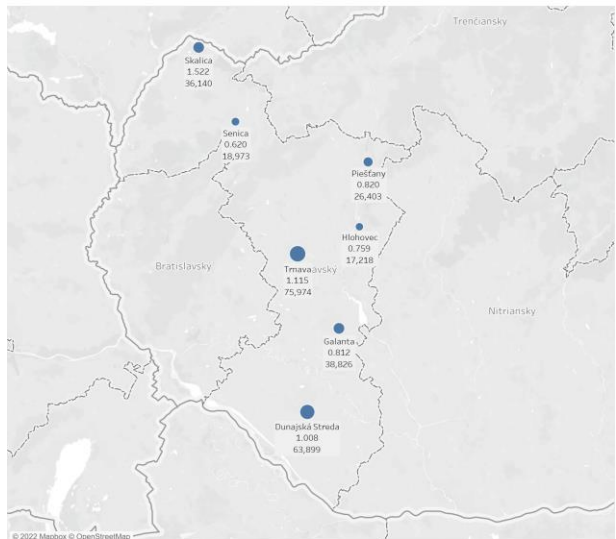 Trenčiansky
Skalica
1.522
36,140
Senica
0.620
18,973
Piešťany
0.820
26,403
Hlohovec
0.759
17,218
Bratislavsky
Trnavavsky
1.115
75,974
Nitriansky
Galanta
0.812
38,826
Dunajská Streda
1.008
63,899
© 2022 Mapbox © OpenStreetMap